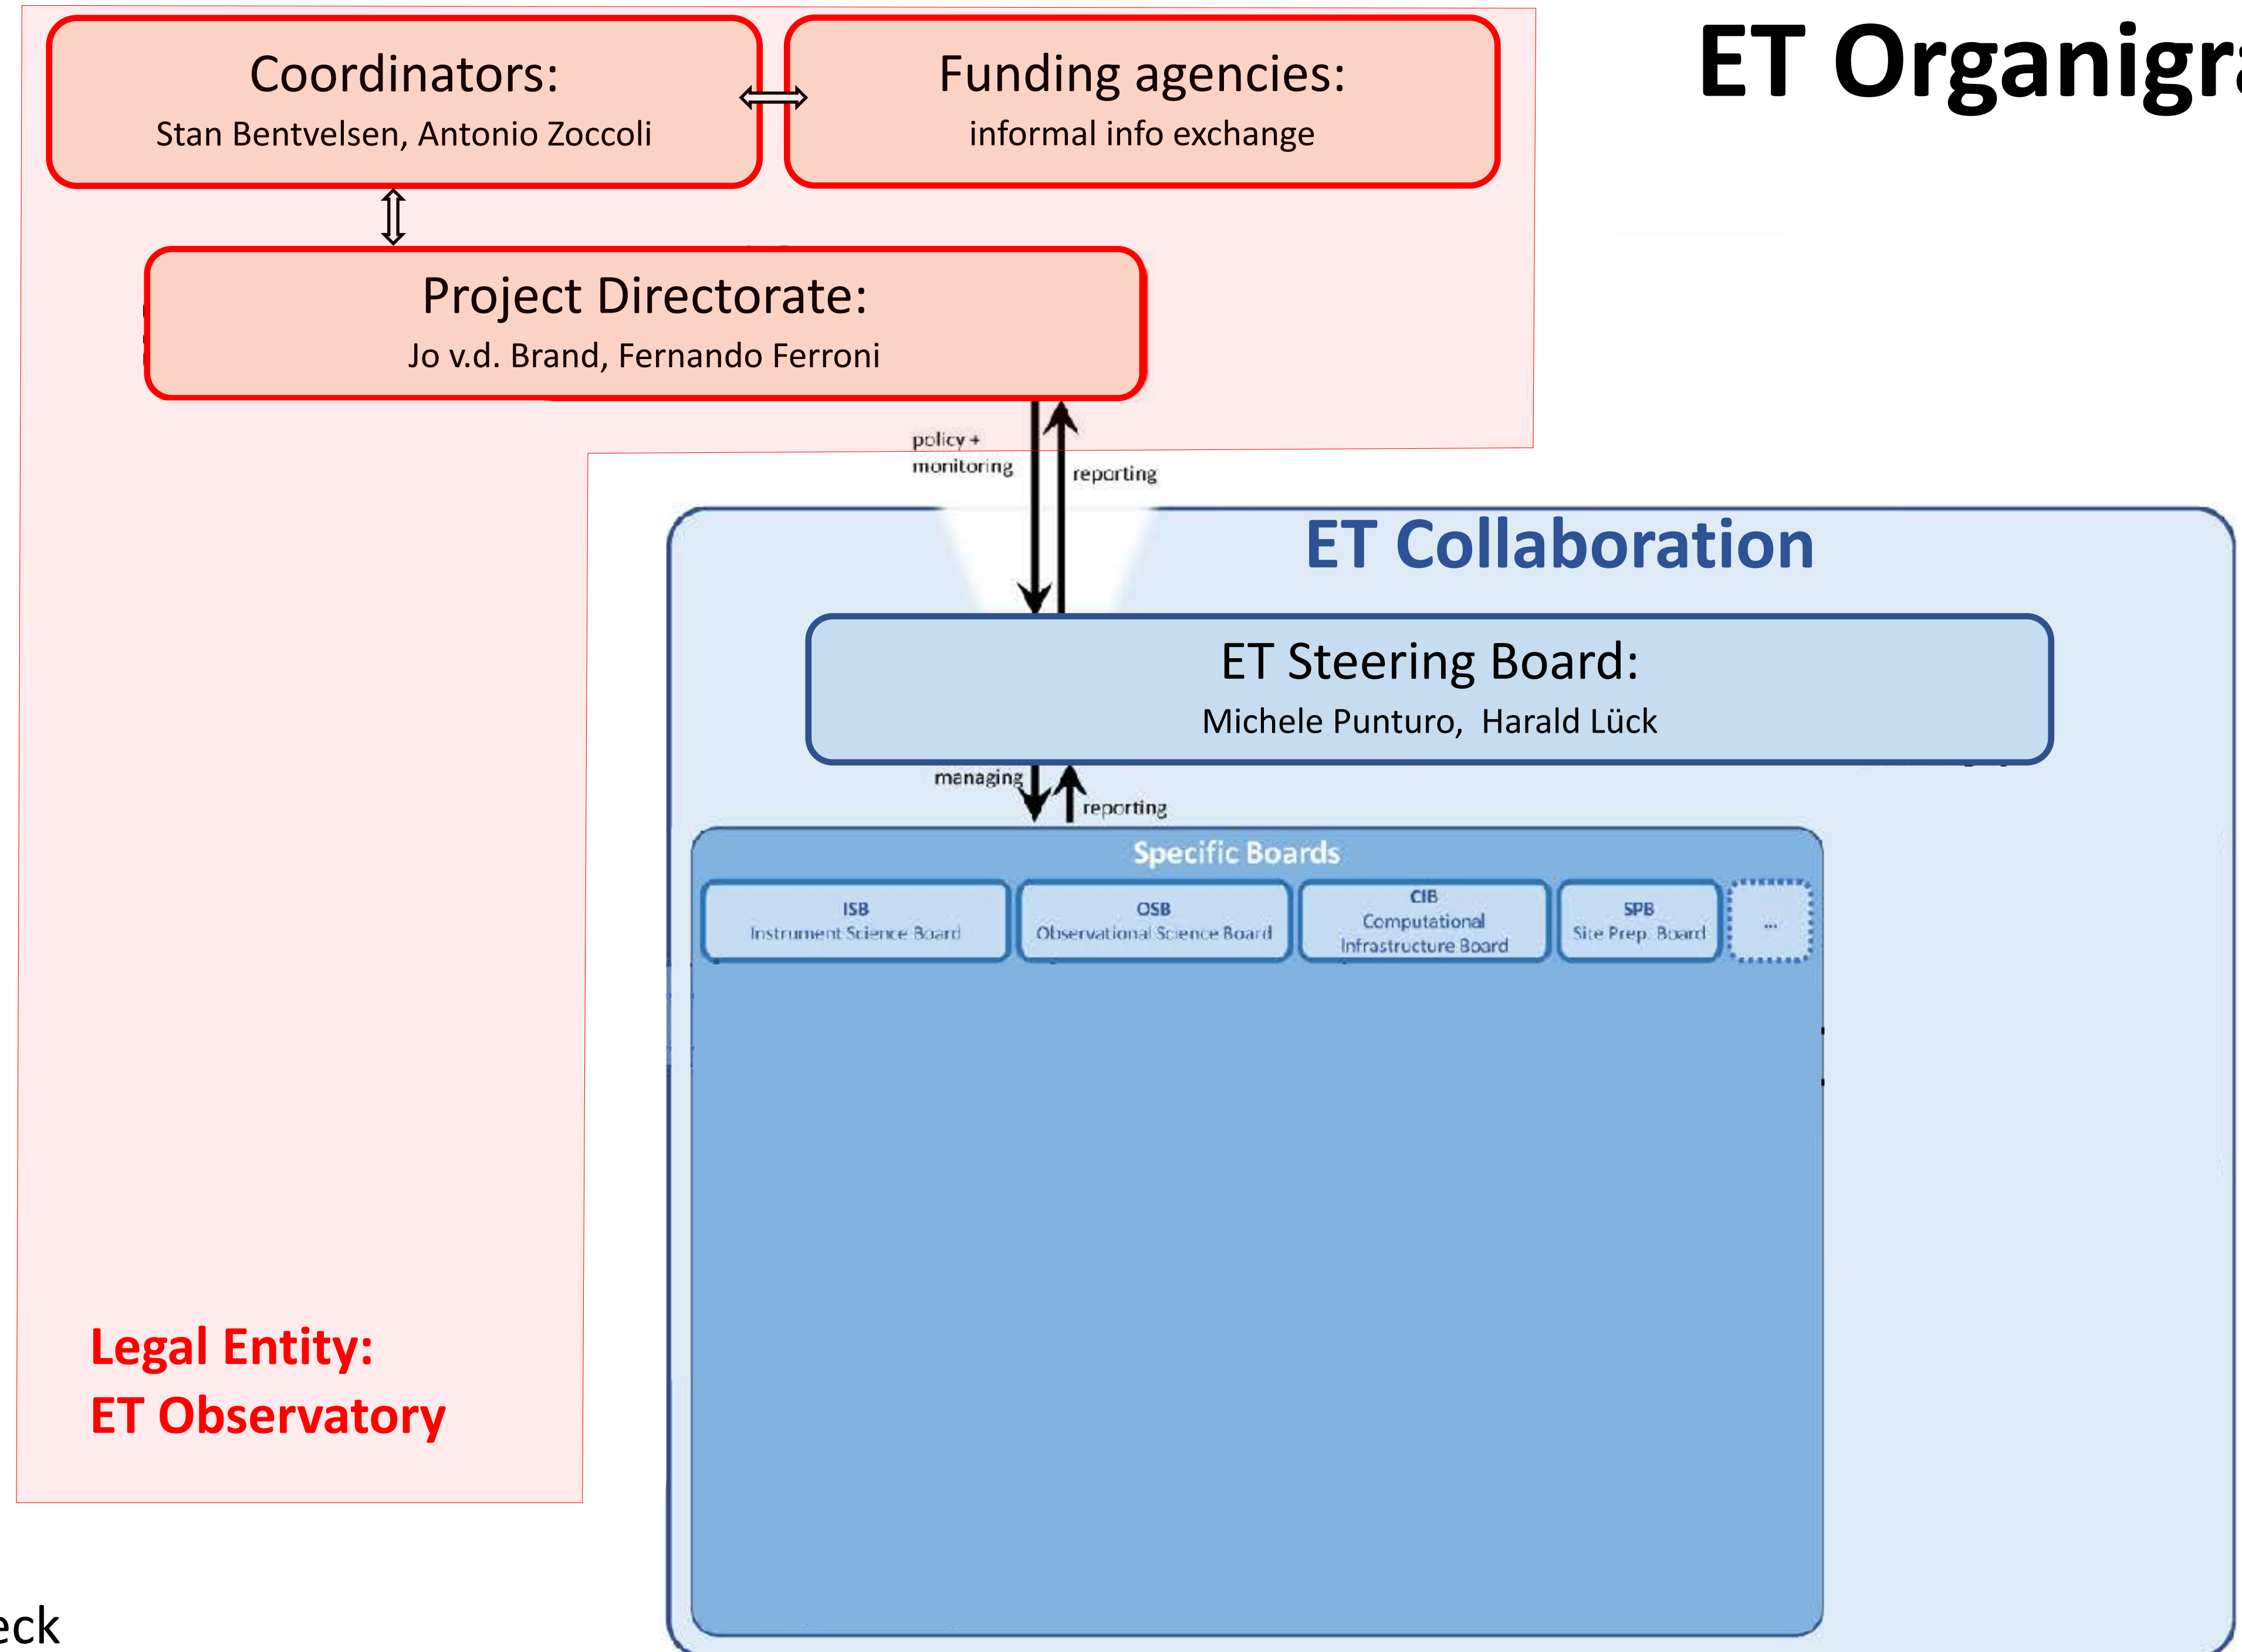 ET Organigra
Coordinators:
Stan Bentvelsen, Antonio Zoccoli
Funding agencies:
informal info exchange
Project Directorate:
Jo v.d. Brand, Fernando Ferroni
policy +
monitoring
reporting
ET Collaboration
ET Steering Board:
Michele Punturo, Harald Lück
managing
reporting
Specific Boards
ISB
Instrument Science Board
OSB
Observational Science Board
CIB
Computational
Infrastructure Board
SPB
Site Prep. Board
...
Legal Entity:
ET Observatory
eck